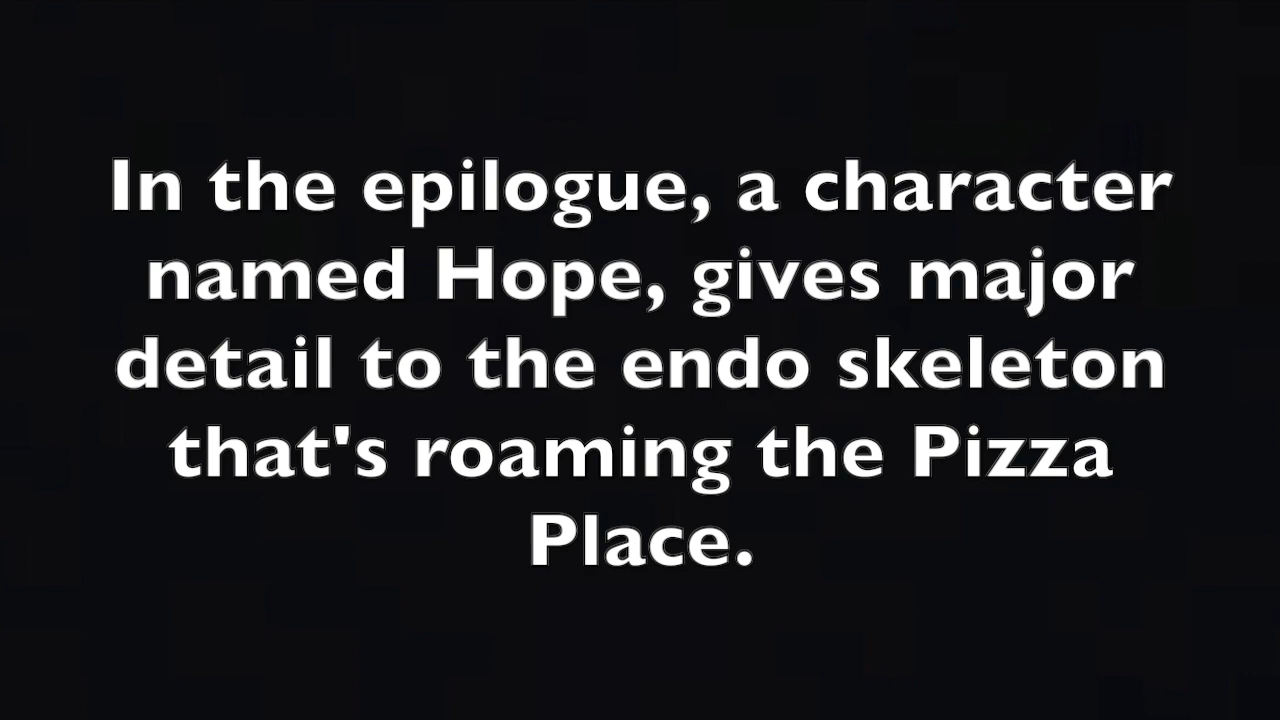 In the epilogue, a character
named Hope, gives major
detail to the endo skeleton
that's roaming the Pizza
Place.